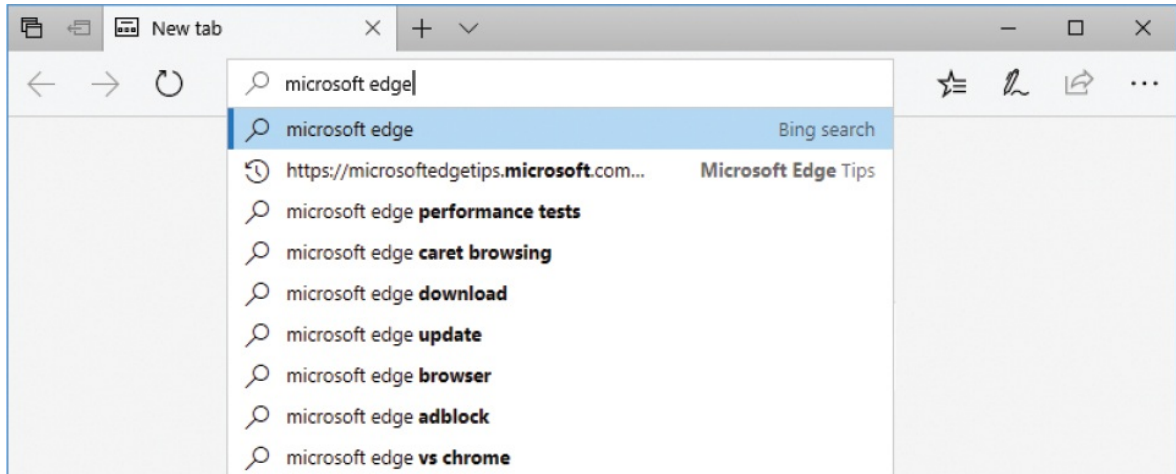 New tab
microsoft edge
microsoft edge Bing search
https://microsoftedgetips.microsoft.com... Microsoft Edge Tips
microsoft edge performance tests
microsoft edge caret browsing
microsoft edge download
microsoft edge update
microsoft edge browser
microsoft edge adblock
microsoft edge vs chrome